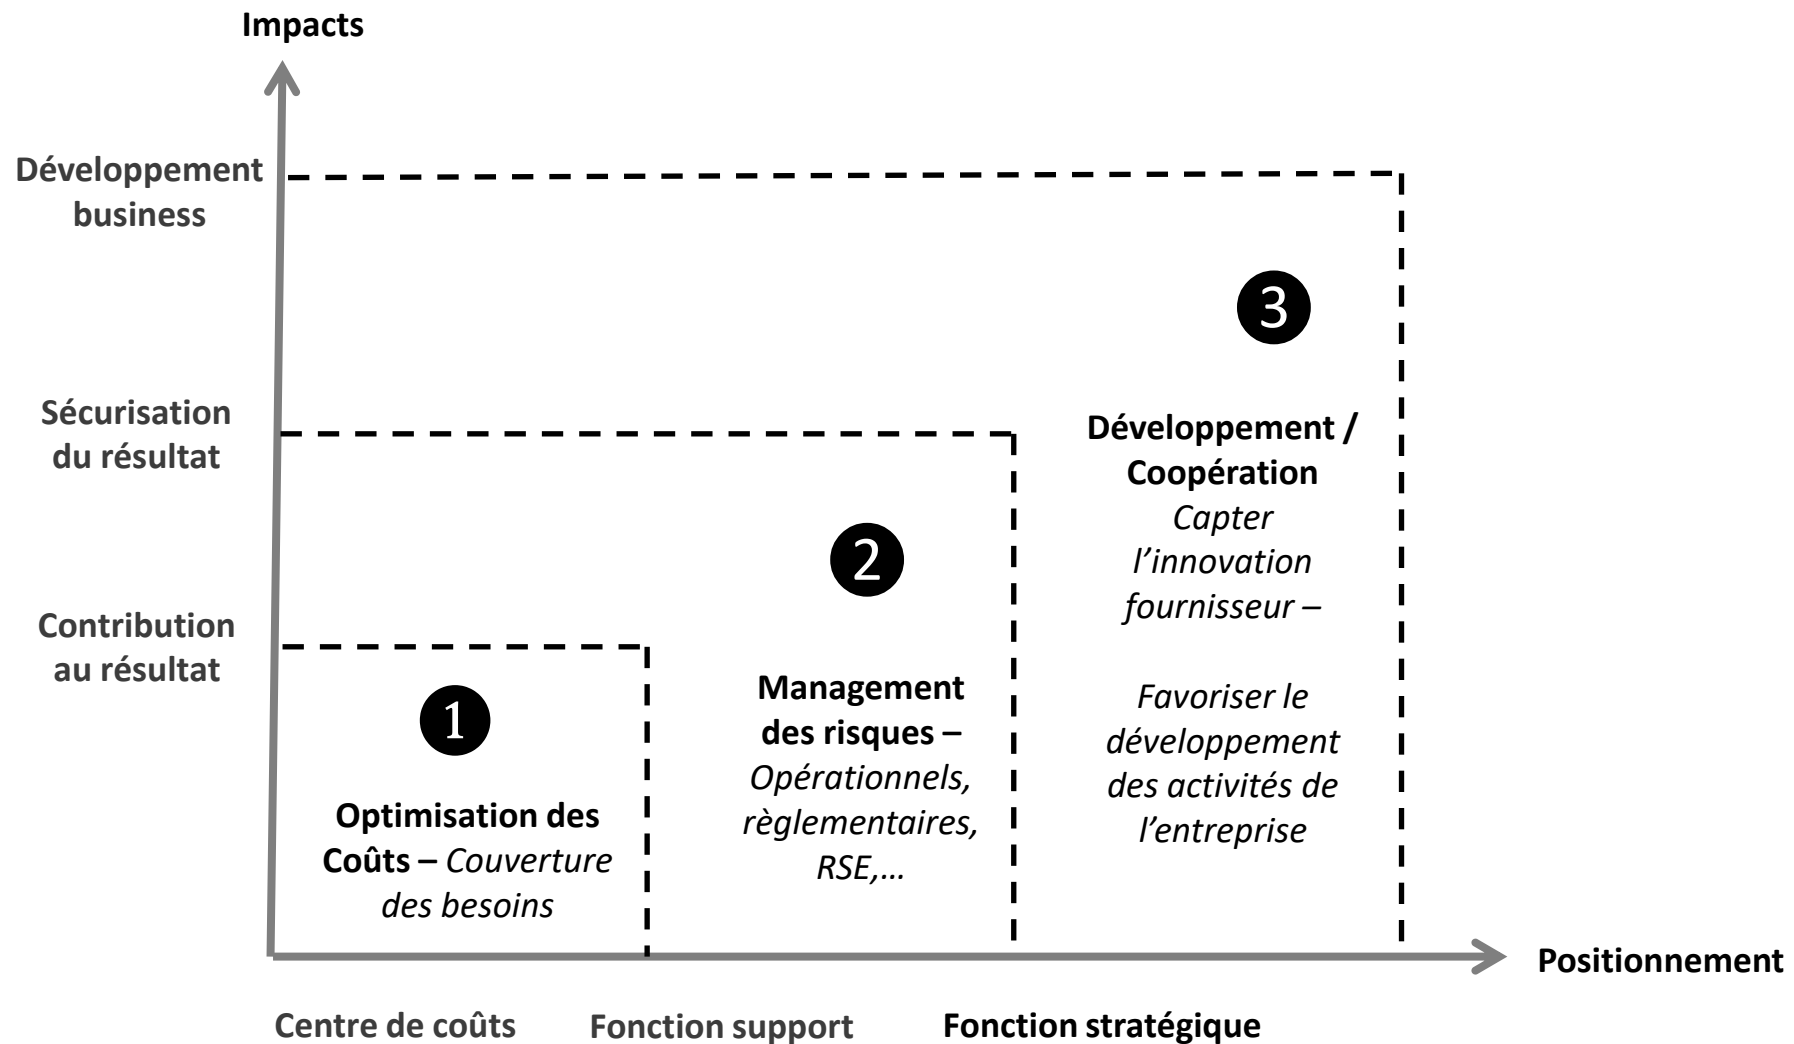 Impacts
Développement
business
Sécurisation
du résultat
Contribution
au résultat
1
Optimisation des
Coûts – Couverture
des besoins
2
Management
des risques –
Opérationnels,
règlementaires,
RSE,...
3
Développement /
Coopération
Capter
l’innovation
fournisseur –
Favoriser le
développement
des activités de
l’entreprise
Positionnement
Centre de coûts
Fonction support
Fonction stratégique